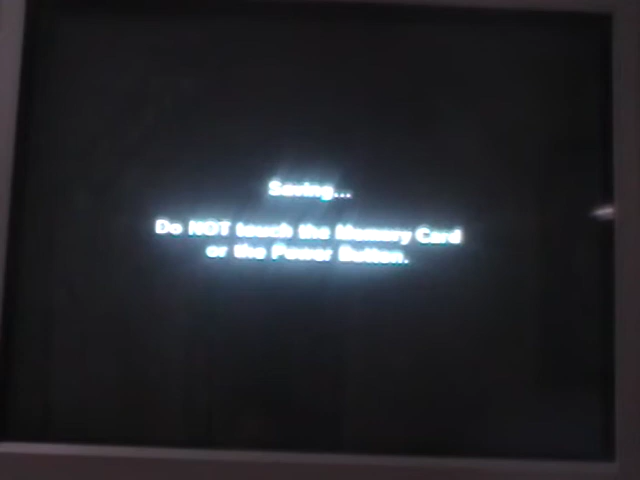 Saving...
Do NOT touch the Memory Card
or the Power Button.